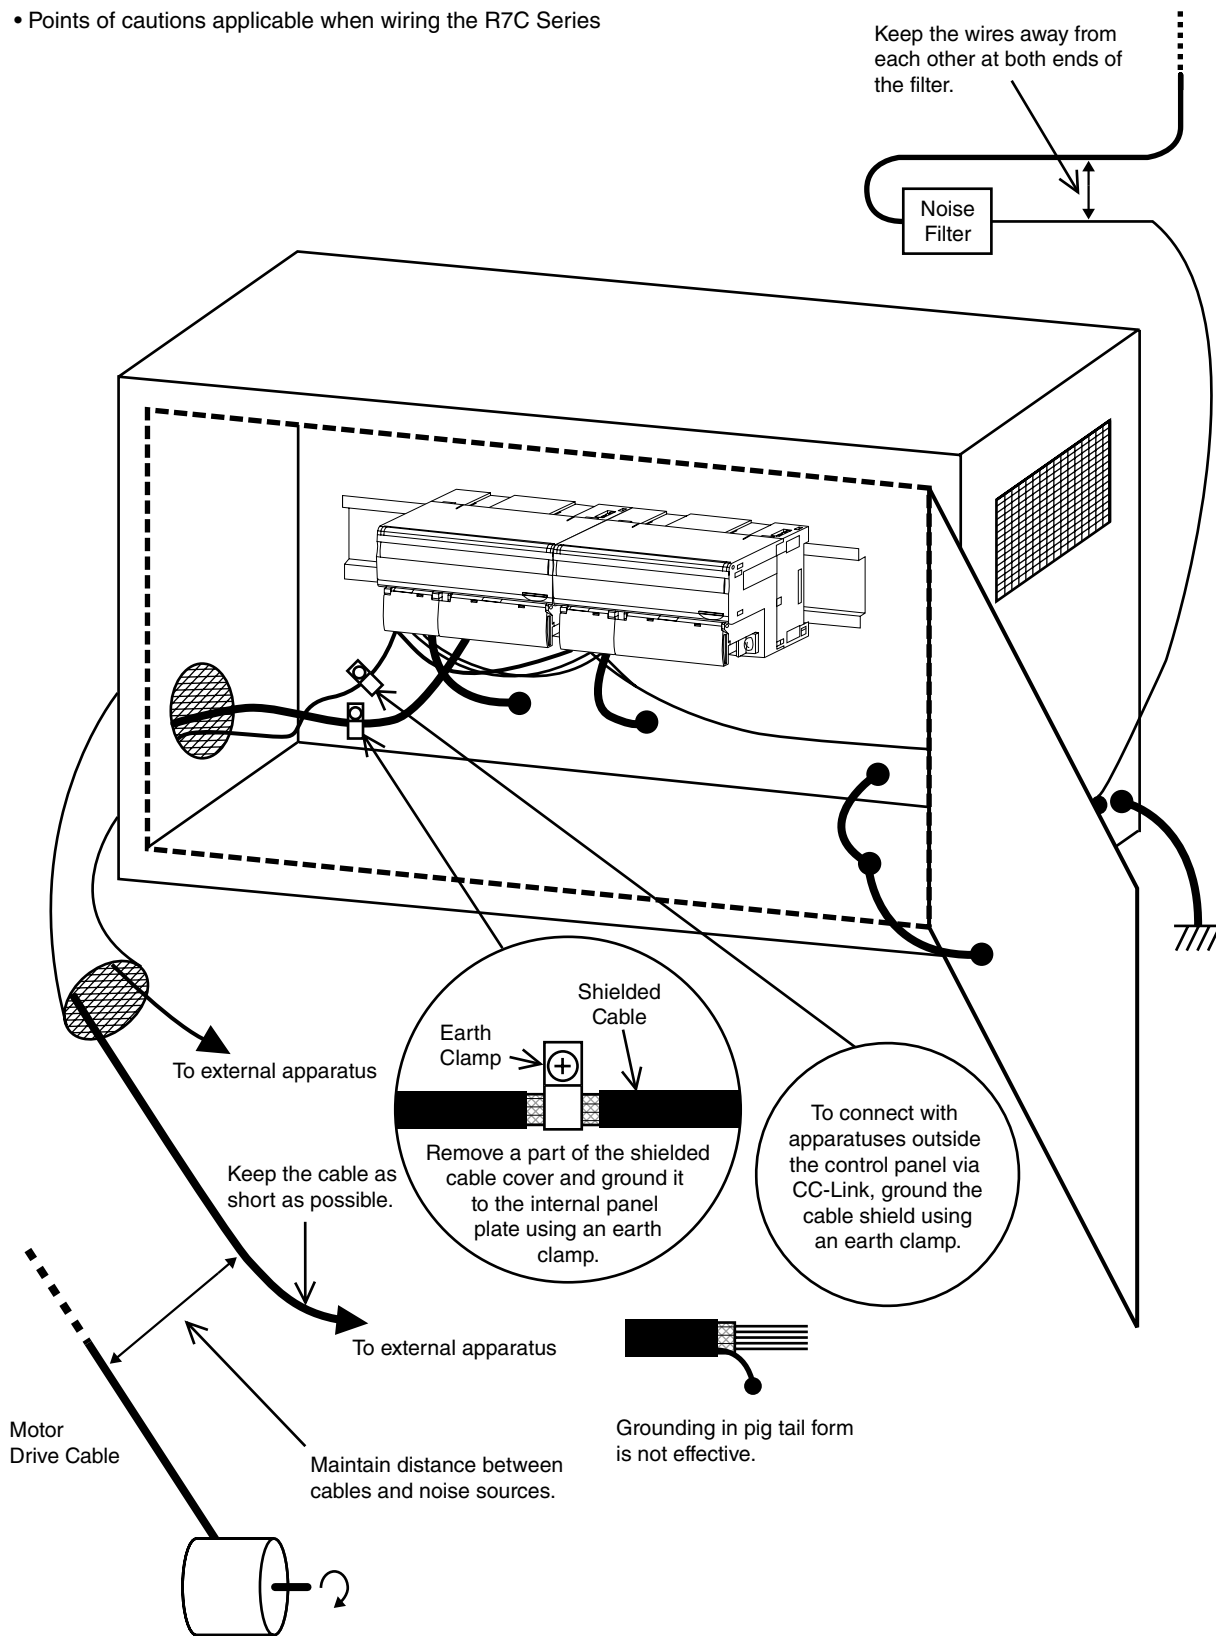 • Points of cautions applicable when wiring the R7C Series
Keep the wires away from
each other at both ends of
the filter.
Noise
Filter
Shielded
Cable
Earth
Clamp
Remove a part of the shielded
cable cover and ground it
to the internal panel
plate using an earth
clamp.
To connect with
apparatuses outside
the control panel via
CC-Link, ground the
cable shield using
an earth clamp.
To external apparatus
Keep the cable as
short as possible.
To external apparatus
Grounding in pig tail form
is not effective.
Motor
Drive Cable
Maintain distance between
cables and noise sources.